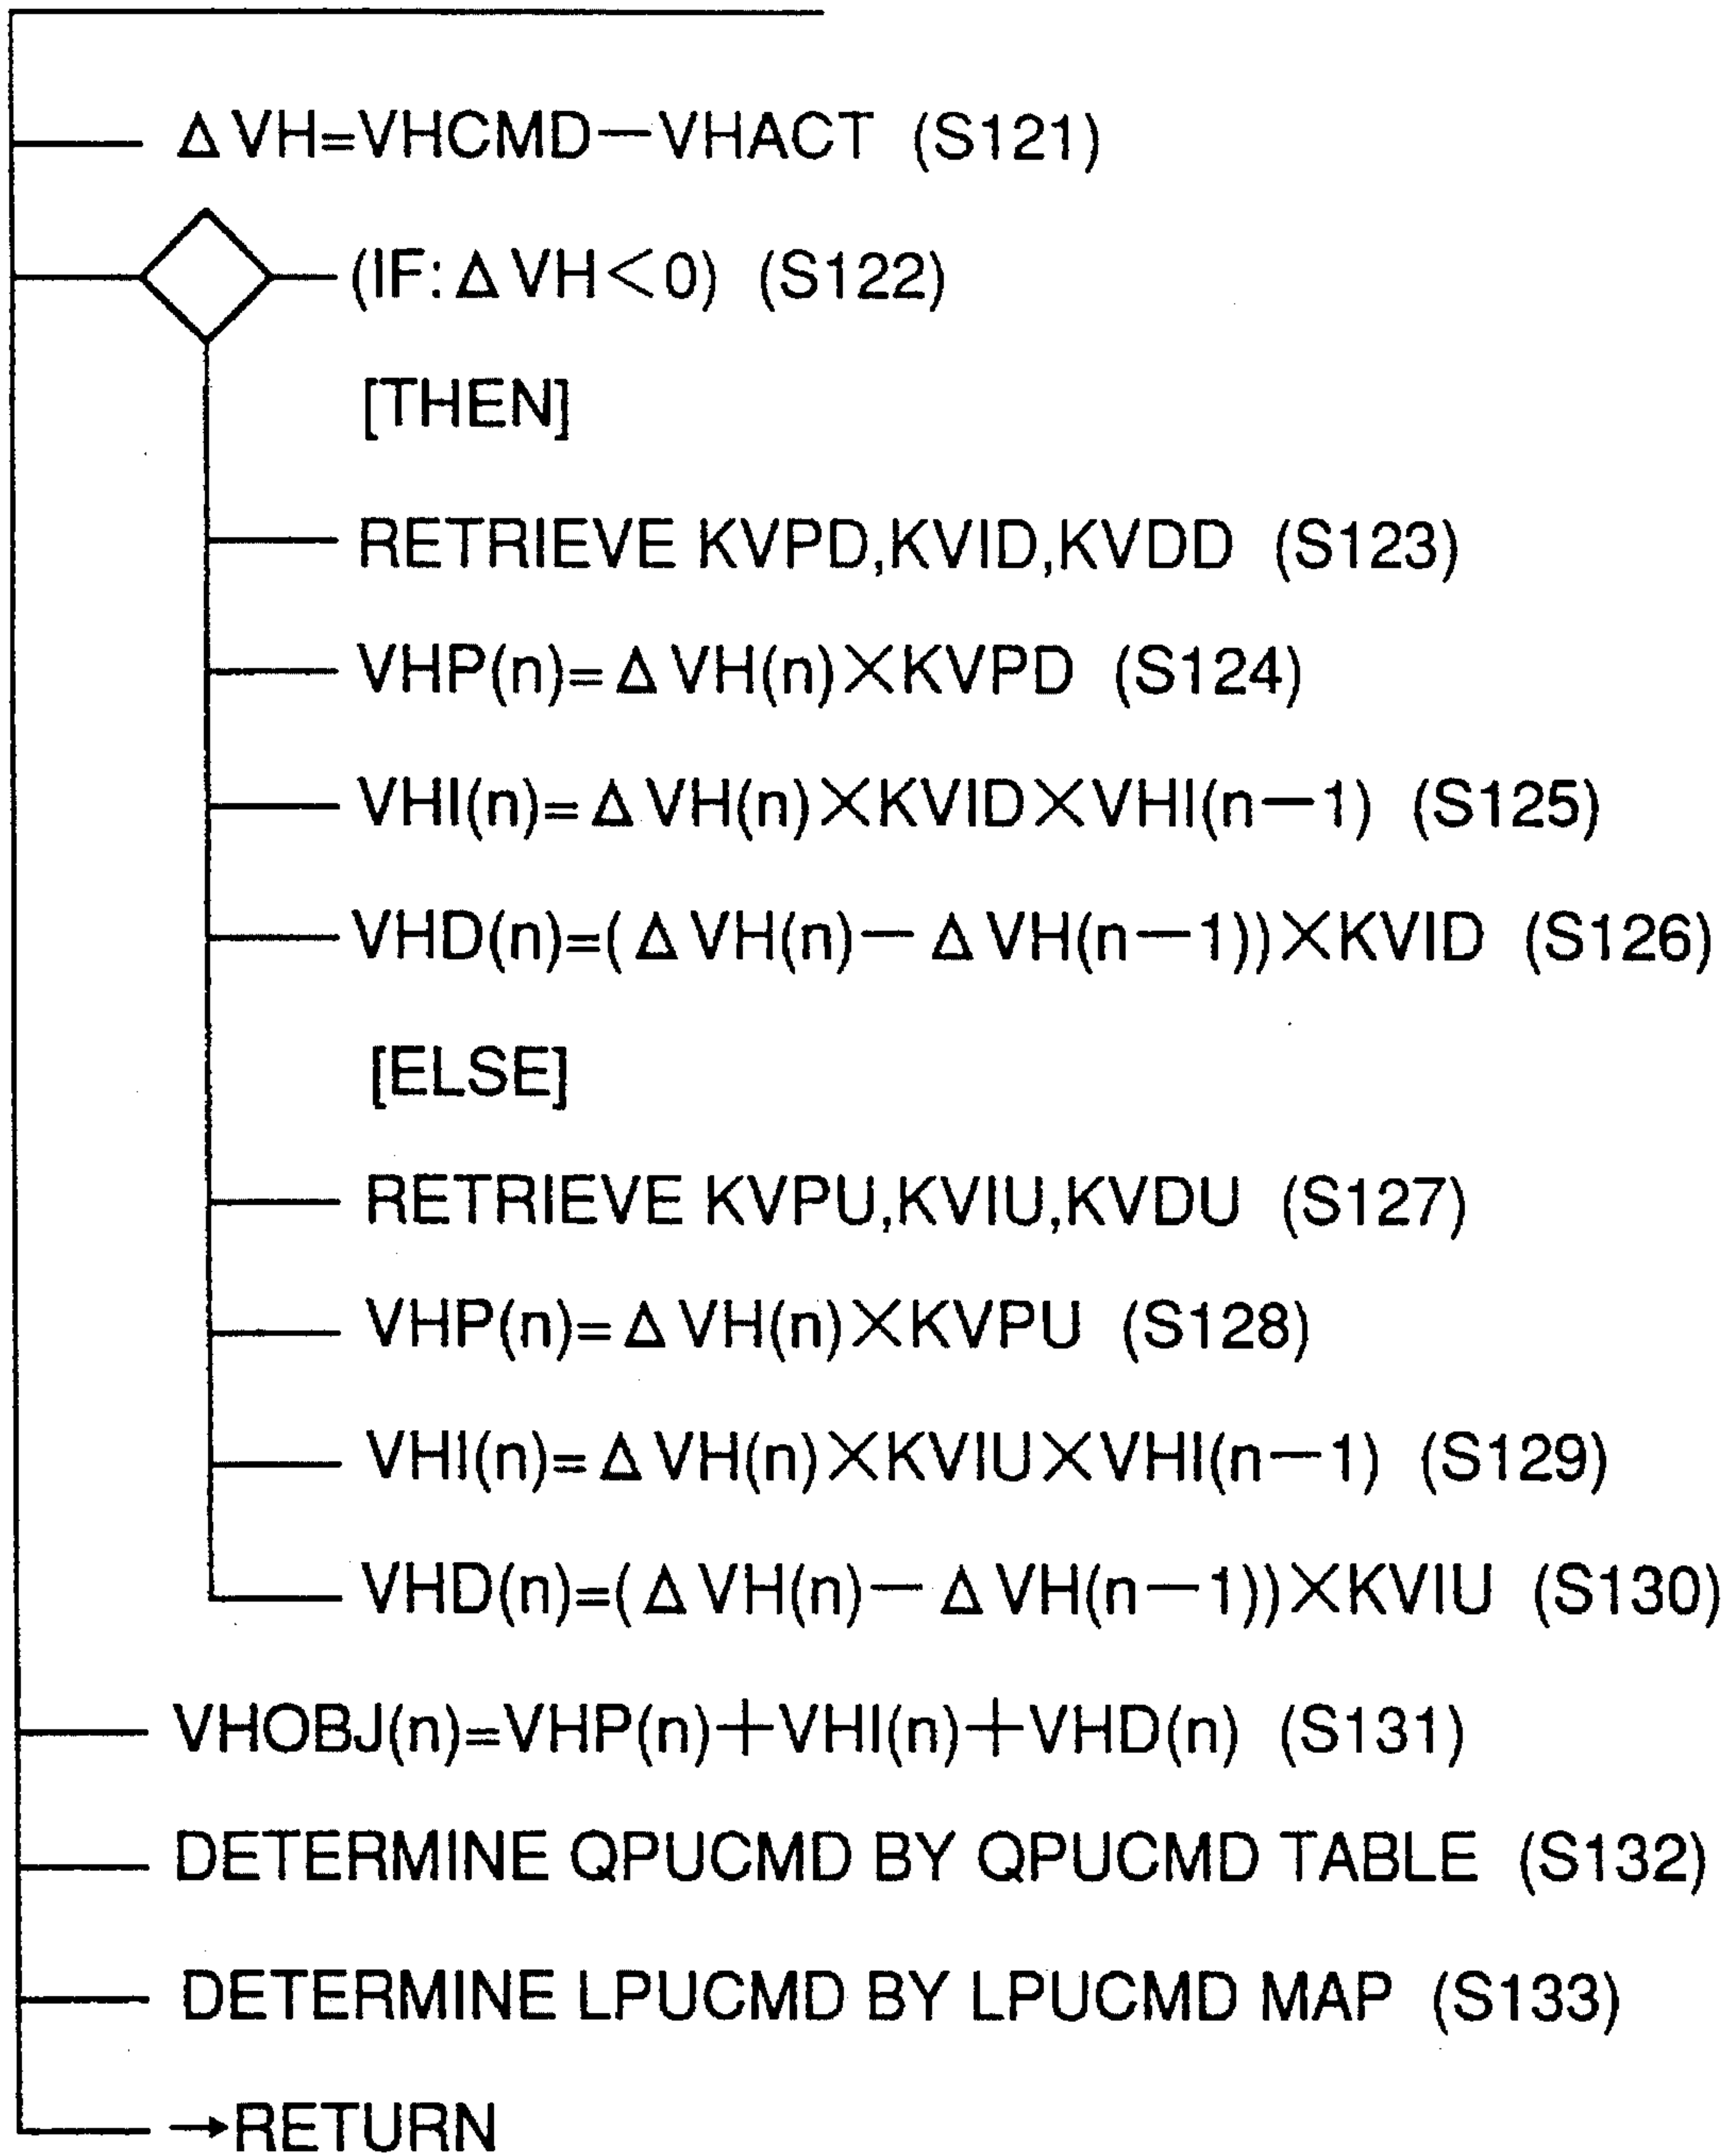 ΔVH=VHCMD−VHACT (S121)
(IF:ΔVH<0) (S122)
[THEN]
RETRIEVE KVPD,KVID,KVDD (S123)
VHP(n)=ΔVH(n)×KVPD (S124)
VHI(n)=ΔVH(n)×KVID×VHI(n−1) (S125)
VHD(n)=(ΔVH(n)−ΔVH(n−1))×KVID (S126)
[ELSE]
RETRIEVE KVPU,KVIU,KVDU (S127)
VHP(n)=ΔVH(n)×KVPU (S128)
VHI(n)=ΔVH(n)×KVIU×VHI(n−1) (S129)
VHD(n)=(ΔVH(n)−ΔVH(n−1))×KVIU (S130)
VHOBJ(n)=VHP(n)+VHI(n)+VHD(n) (S131)
DETERMINE QPUCMD BY QPUCMD TABLE (S132)
DETERMINE LPUCMD BY LPUCMD MAP (S133)
→RETURN